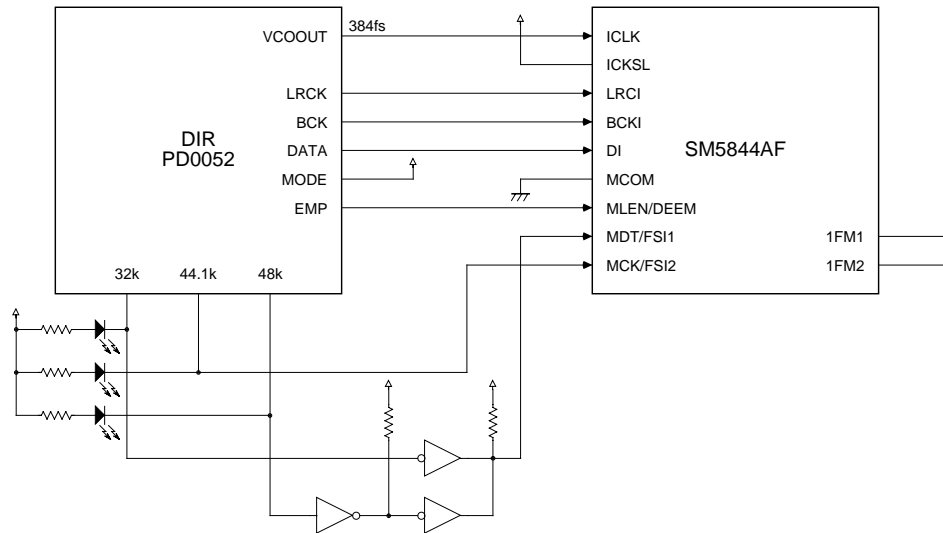 384fs
VCOOUT
LRCK
BCK
DATA
MODE
EMP
DIR
PD0052
32k 44.1k 48k
ICLK
ICKSL
LRCI
BCKI
DI
MCOM
MLEN/DEEM
MDT/FSI1
MCK/FSI2
SM5844AF
1FM1
1FM2